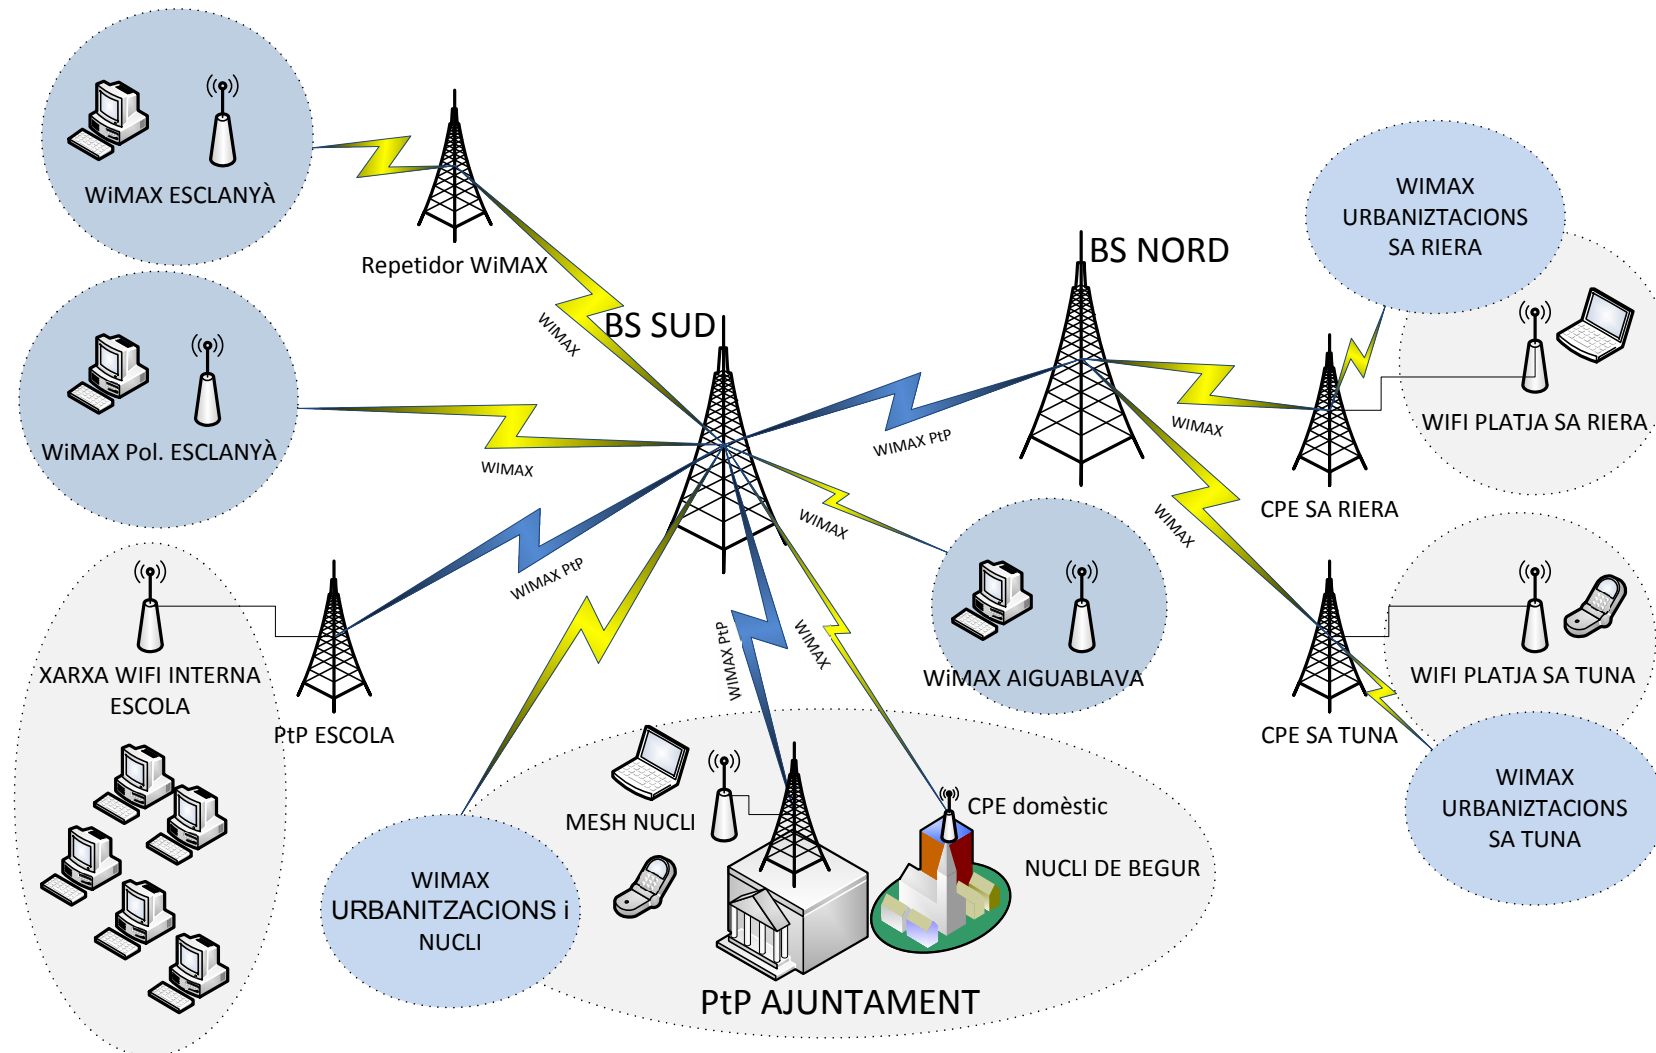 WiMAX ESCLANYÀ
Repetidor WiMAX
WIMAX
URBANIZTACIONS
SA RIERA
BS NORD
BS SUD
WIMAX
WiMAX Pol. ESCLANYÀ
WIMAX
WIMAX PtP
WIMAX
WIFI PLATJA SA RIERA
CPE SA RIERA
WIMAX
WIMAX
WIMAX PtP
XARXA WIFI INTERNA
ESCOLA
PtP ESCOLA
WIMAX PtP
WIMAX
WiMAX AIGUABLAVA
WIFI PLATJA SA TUNA
CPE SA TUNA
WIMAX
URBANIZTACIONS
SA TUNA
MESH NUCLI
CPE domèstic
NUCLI DE BEGUR
WIMAX
URBANITZACIONS i
NUCLI
PtP AJUNTAMENT